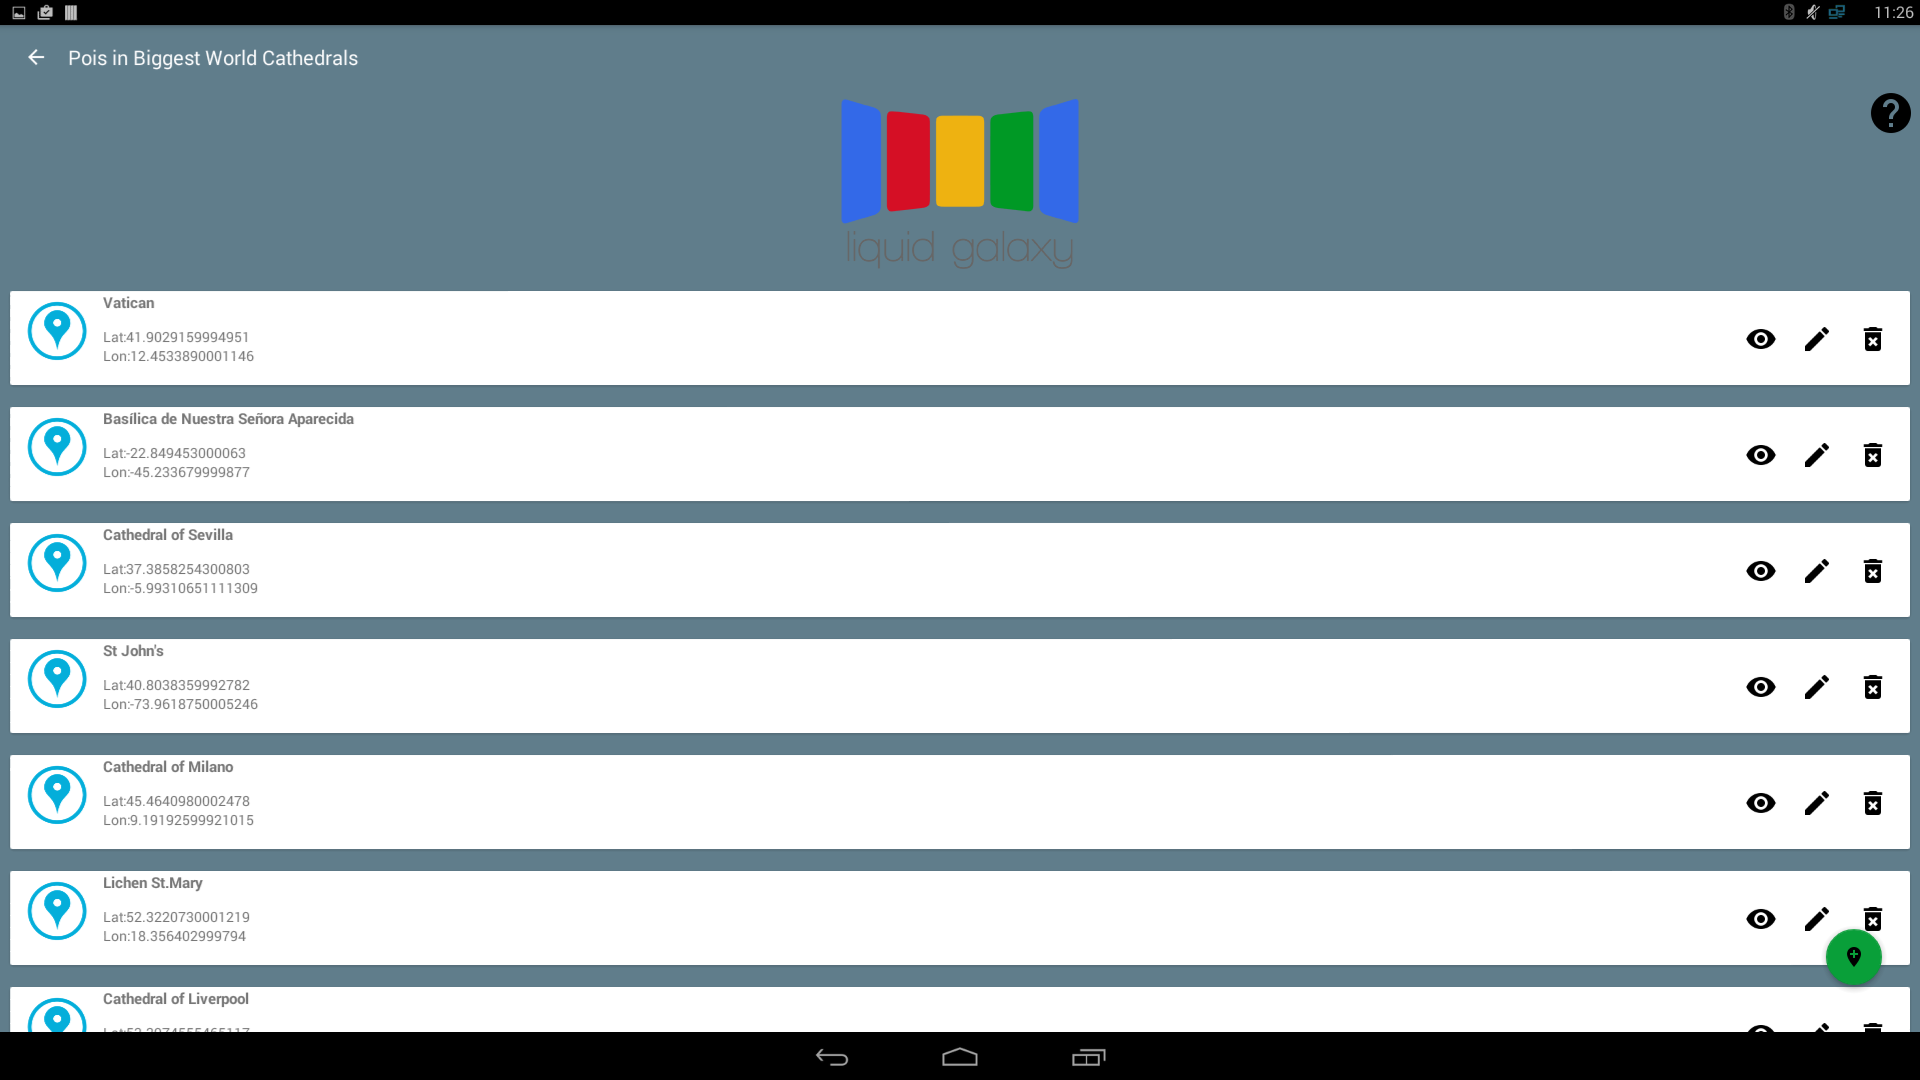 11:26
Pois in Biggest World Cathedrals
liquid galaxy
Vatican
Lat:41.9029159994951
Lon:12.4533890001146
Basílica de Nuestra Señora Aparecida
Lat:-22.849453000063
Lon:-45.233679999877
Cathedral of Sevilla
Lat:37.3858254300803
Lon:-5.99310651111309
St John's
Lat:40.8038359992782
Lon:-73.9618750005246
Cathedral of Milano
Lat:45.4640980002478
Lon:9.19192599921015
Lichen St.Mary
Lat:52.3220730001219
Lon:18.356402999794
Cathedral of Liverpool